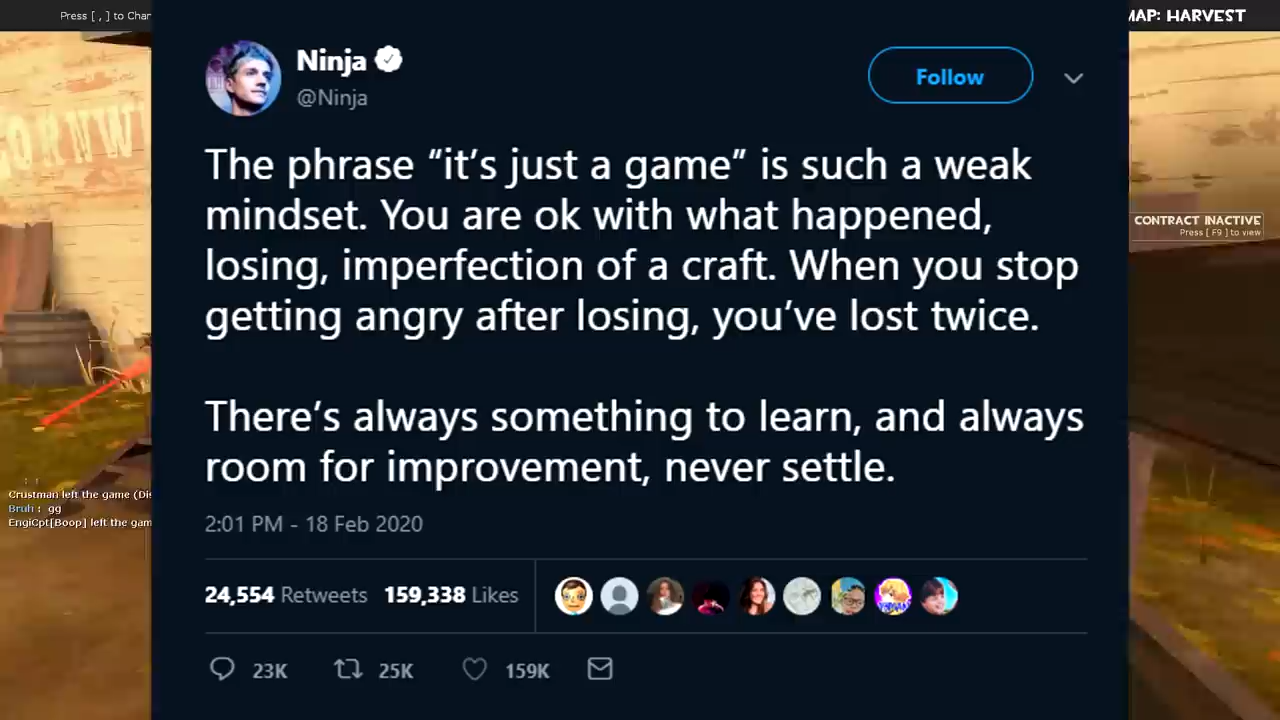 Press [ , ] to Char
MAP: HARVEST
Ninja
@Ninja
Follow
The phrase “it’s just a game” is such a weak
mindset. You are ok with what happened,
losing, imperfection of a craft. When you stop
getting angry after losing, you’ve lost twice.
CONTRACT INACTIVE
Press [ F9 ] to view
There’s always something to learn, and always
room for improvement, never settle.
Crustman left the game (Dis
Bruh : gg
EngiCpt[Boop] left the gam
2:01 PM - 18 Feb 2020
24,554 Retweets 159,338 Likes
23K 25K 159K